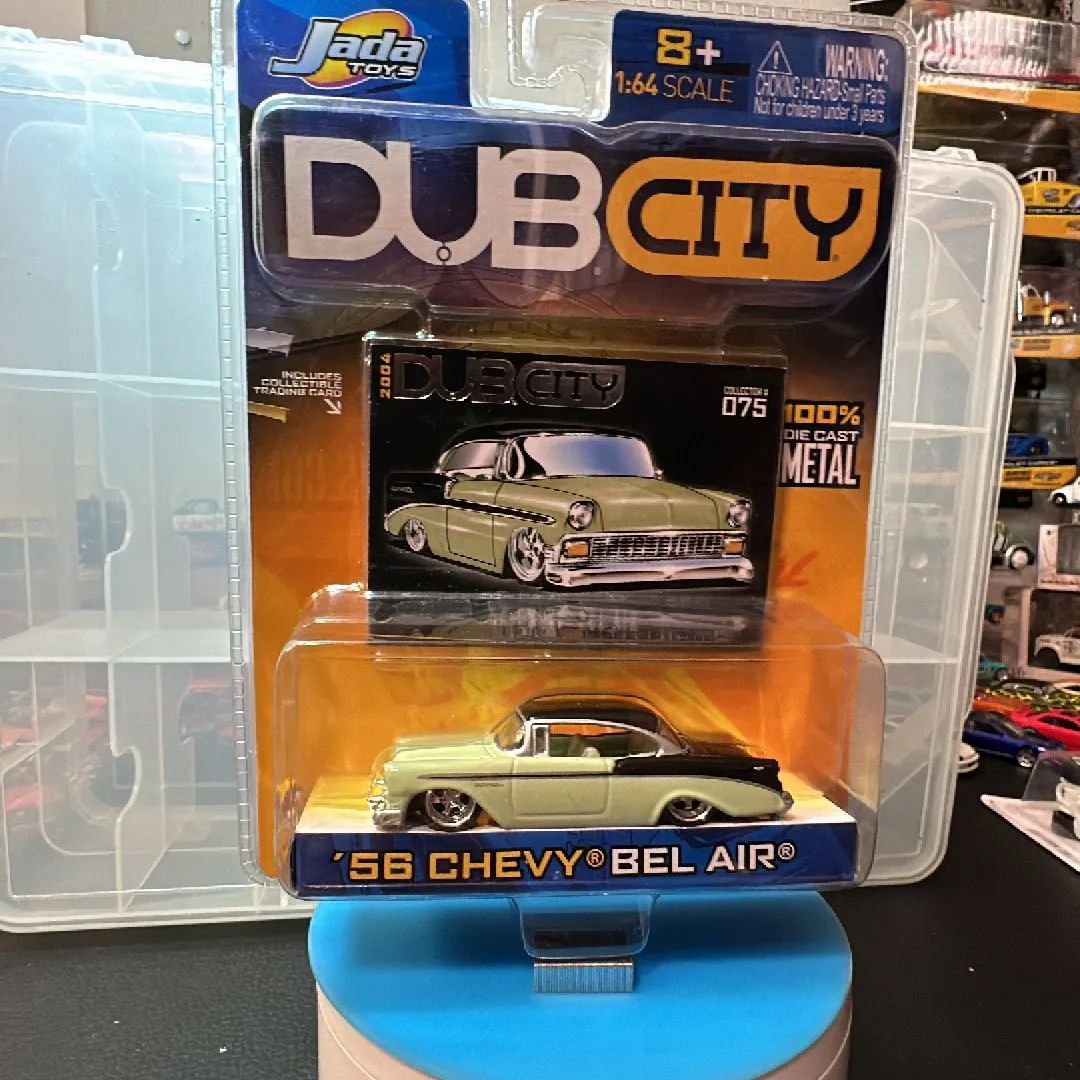 Jada
TOYS
8+
1:64 SCALE
WARNING:
CHOKING HAZARD-Small Parts
Not for children under 3 years
DUB CITY
INCLUDES
COLLECTIBLE
TRADING CARD
2004
DUB CITY
COLLECTOR #
075
100%
DIE CAST
METAL
'56 CHEVY® BEL AIR®